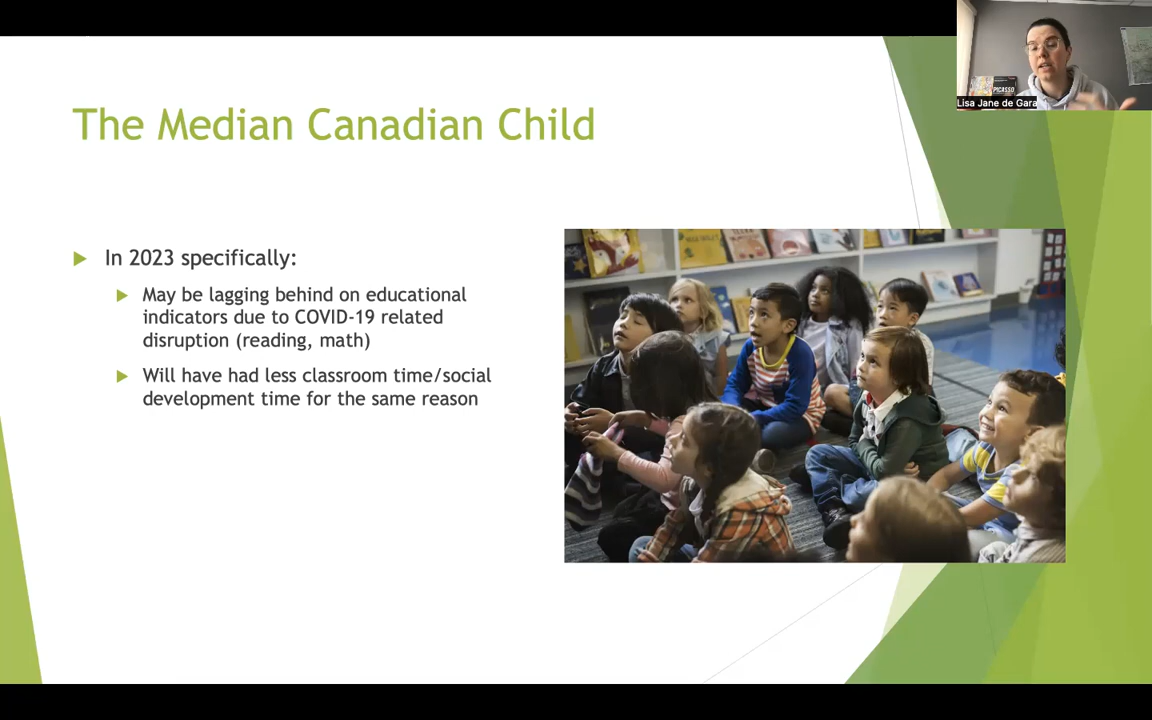 PICASSO
Lisa Jane de Gara
The Median Canadian Child
In 2023 specifically:
May be lagging behind on educational
indicators due to COVID-19 related
disruption (reading, math)
Will have had less classroom time/social
development time for the same reason